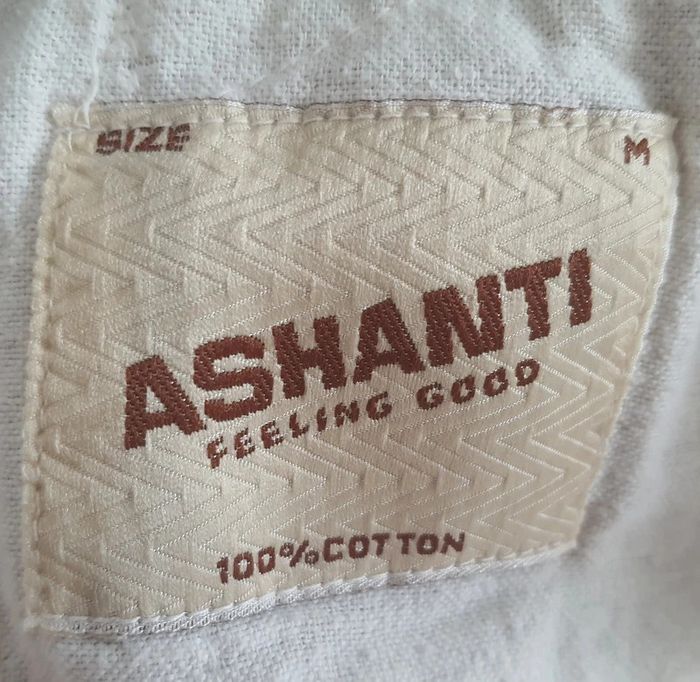 SIZE M
ASHANTI
FEELING GOOD
100%COTTON